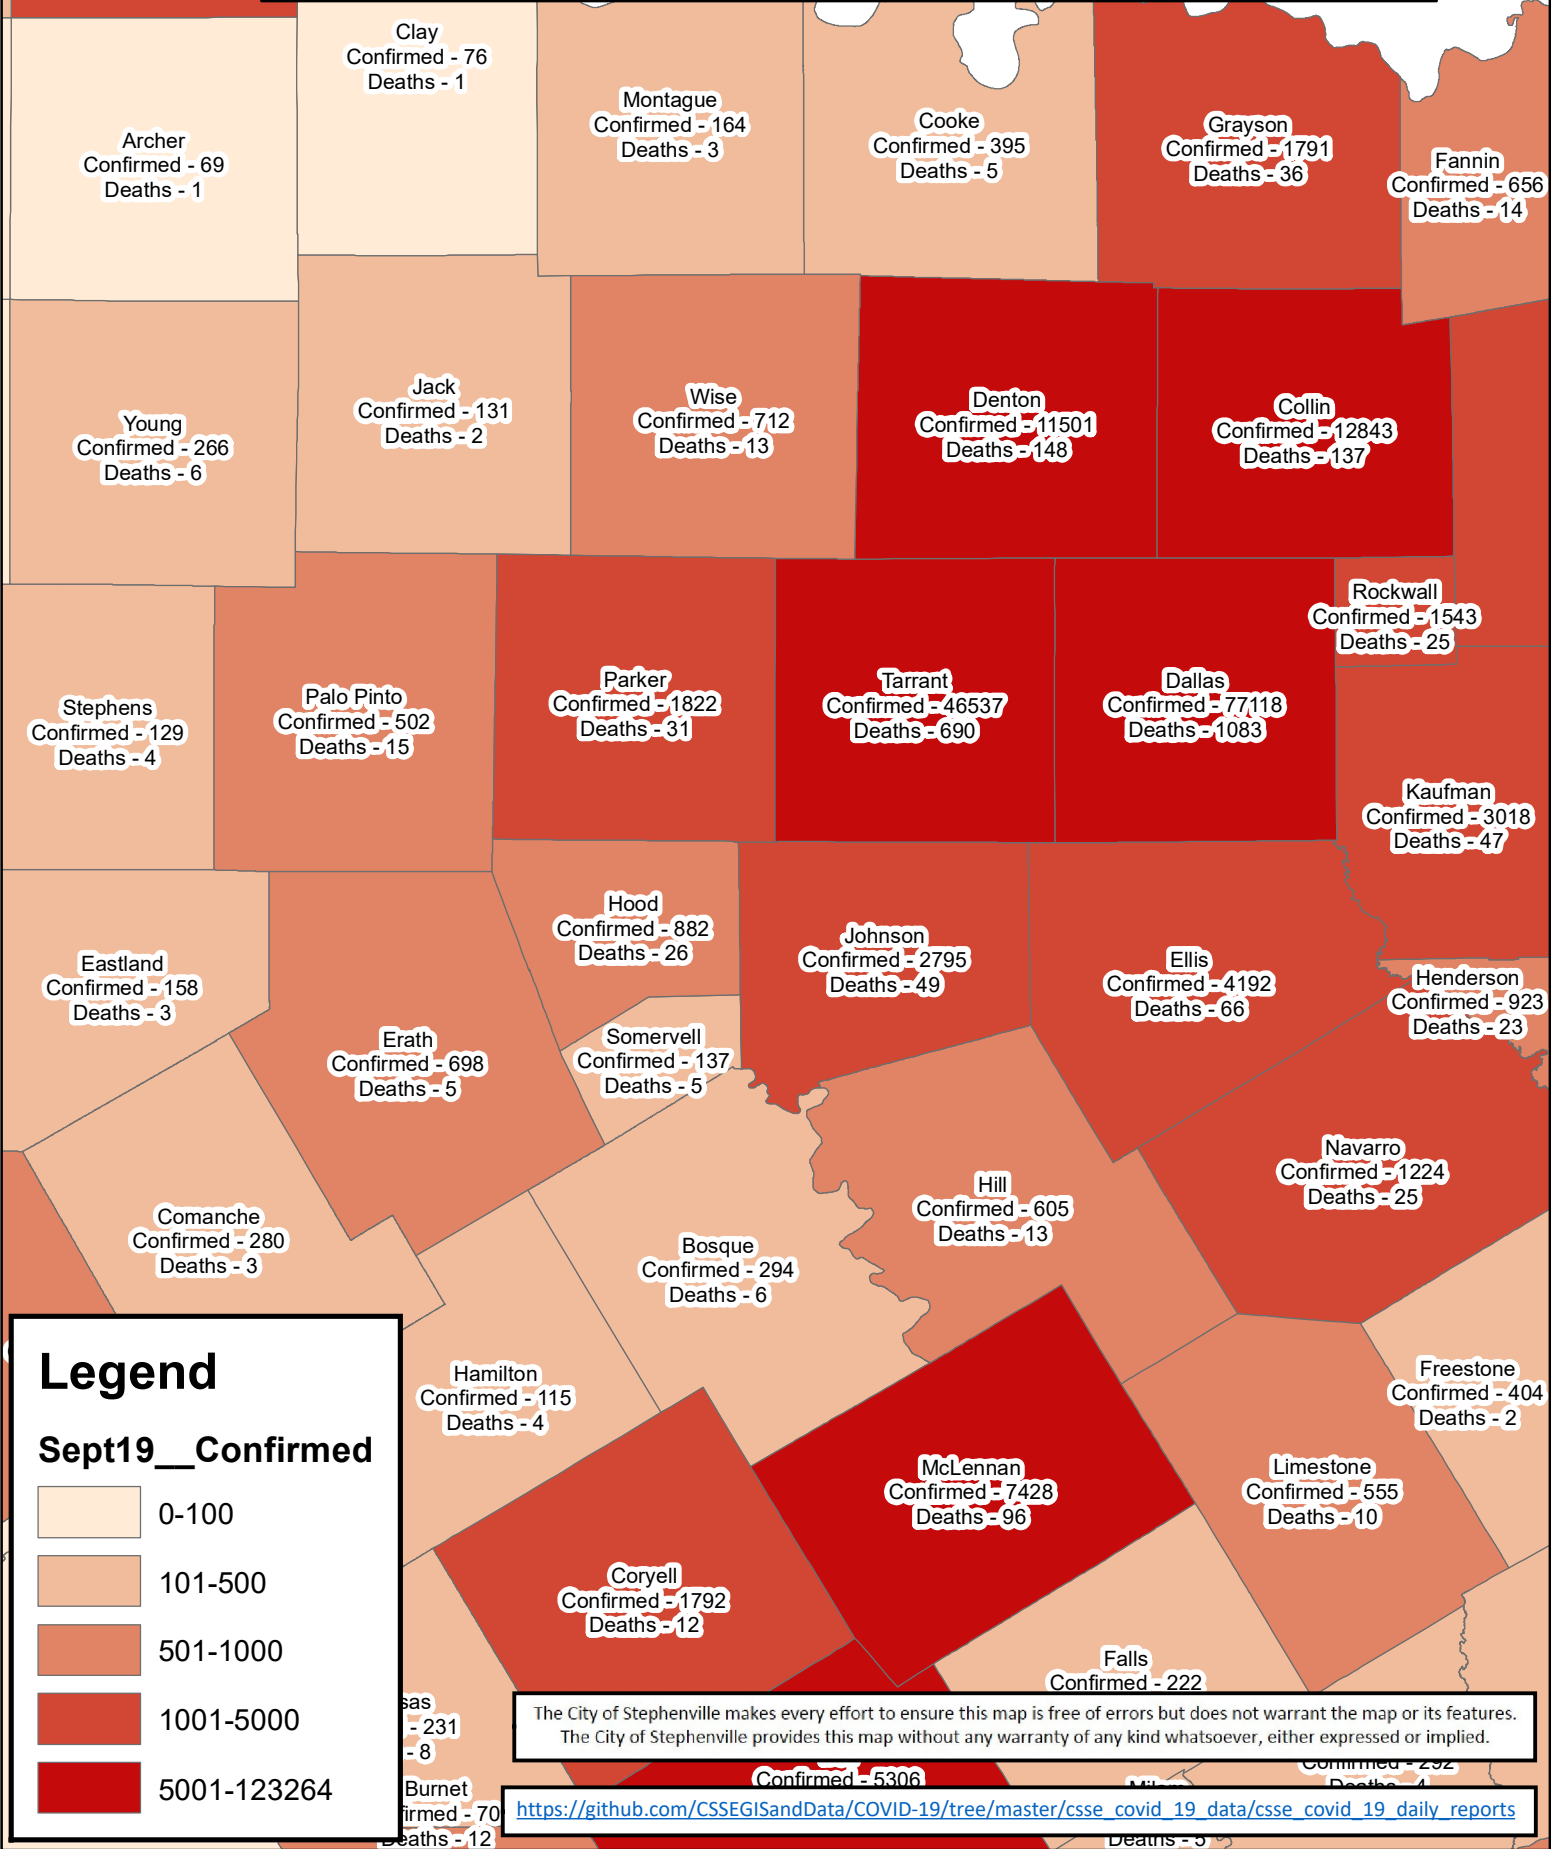 Clay
Confirmed - 76
Deaths - 1
Montague
Confirmed - 164
Deaths - 3
Cooke
Confirmed - 395
Deaths - 5
Grayson
Confirmed - 1791
Deaths - 36
Archer
Confirmed - 69
Deaths - 1
Fannin
Confirmed - 656
Deaths - 14
Young
Confirmed - 266
Deaths - 6
Jack
Confirmed - 131
Deaths - 2
Wise
Confirmed - 712
Deaths - 13
Denton
Confirmed - 11501
Deaths - 148
Collin
Confirmed - 12843
Deaths - 137
Rockwall
Confirmed - 1543
Deaths - 25
Stephens
Confirmed - 129
Deaths - 4
Palo Pinto
Confirmed - 502
Deaths - 15
Parker
Confirmed - 1822
Deaths - 31
Tarrant
Confirmed - 46537
Deaths - 690
Dallas
Confirmed - 77118
Deaths - 1083
Kaufman
Confirmed - 3018
Deaths - 47
Eastland
Confirmed - 158
Deaths - 3
Hood
Confirmed - 882
Deaths - 26
Johnson
Confirmed - 2795
Deaths - 49
Ellis
Confirmed - 4192
Deaths - 66
Henderson
Confirmed - 923
Deaths - 23
Erath
Confirmed - 698
Deaths - 5
Somervell
Confirmed - 137
Deaths - 5
Comanche
Confirmed - 280
Deaths - 3
Bosque
Confirmed - 294
Deaths - 6
Hill
Confirmed - 605
Deaths - 13
Navarro
Confirmed - 1224
Deaths - 25
Hamilton
Confirmed - 115
Deaths - 4
Freestone
Confirmed - 404
Deaths - 2
McLennan
Confirmed - 7428
Deaths - 96
Limestone
Confirmed - 555
Deaths - 10
Coryell
Confirmed - 1792
Deaths - 12
Falls
Confirmed - 222
sas
- 231
- 8
Confirmed - 5306
Confirmed - 292
Deaths - 4
Burnet
firmed - 70
Deaths - 12
Milam
Deaths - 5
Legend
Sept19__Confirmed
0-100
101-500
501-1000
1001-5000
5001-123264
The City of Stephenville makes every effort to ensure this map is free of errors but does not warrant the map or its features.
The City of Stephenville provides this map without any warranty of any kind whatsoever, either expressed or implied.
https://github.com/CSSEGISandData/COVID-19/tree/master/csse_covid_19_data/csse_covid_19_daily_reports